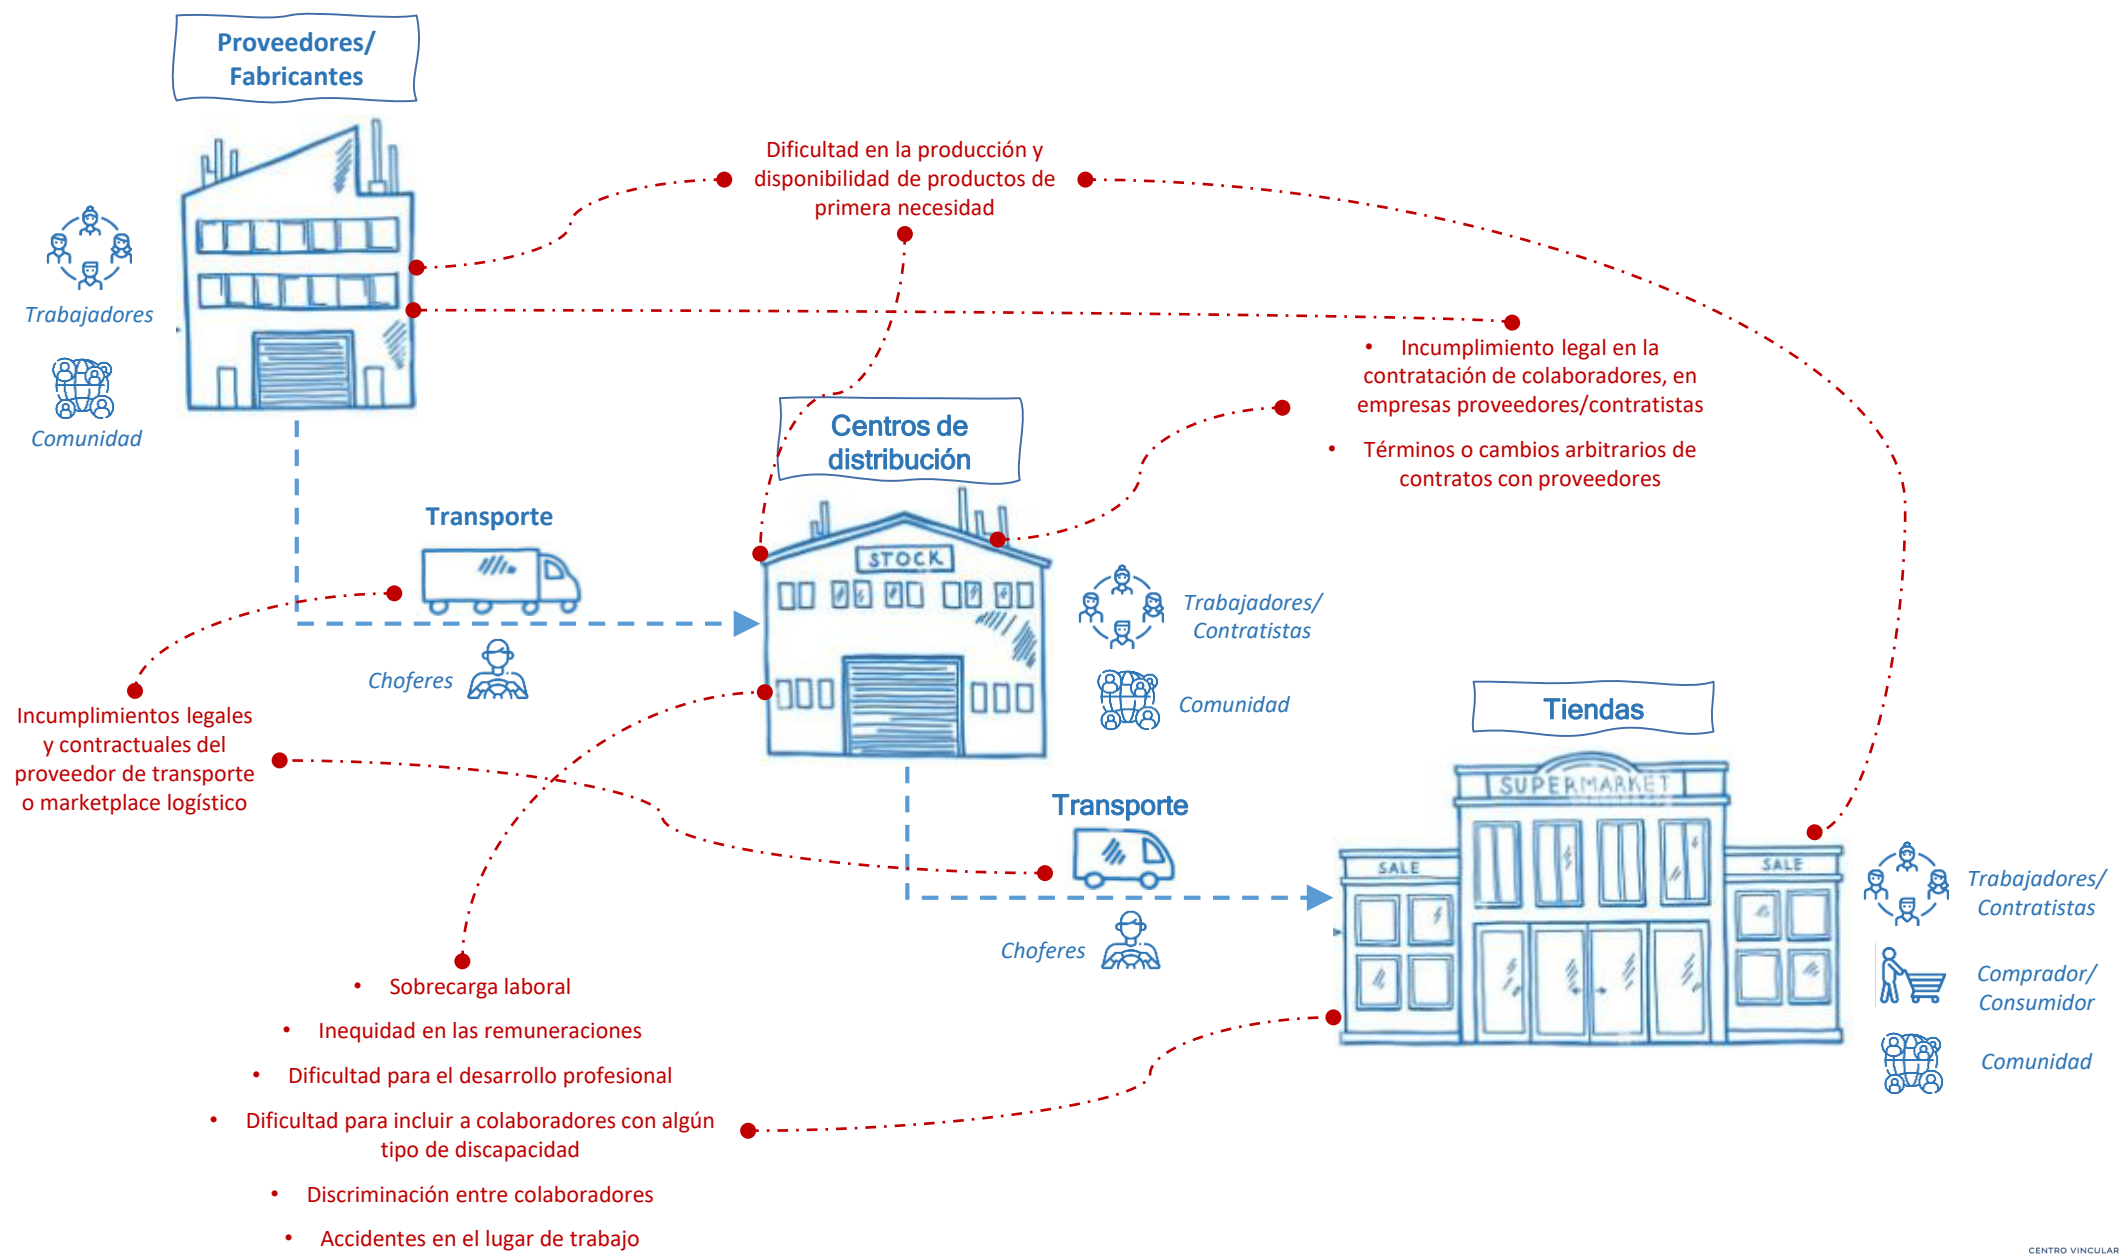 Proveedores/
Fabricantes
Dificultad en la producción y
disponibilidad de productos de
primera necesidad
Trabajadores
Comunidad
• Incumplimiento legal en la
contratación de colaboradores, en
empresas proveedores/contratistas
• Términos o cambios arbitrarios de
contratos con proveedores
Centros de
distribución
Transporte
STOCK
Choferes
Trabajadores/
Contratistas
Comunidad
Incumplimientos legales
y contractuales del
proveedor de transporte
o marketplace logístico
Tiendas
Transporte
SUPERMARKET
SALE
SALE
Choferes
Trabajadores/
Contratistas
Comprador/
Consumidor
Comunidad
• Sobrecarga laboral
• Inequidad en las remuneraciones
• Dificultad para el desarrollo profesional
• Dificultad para incluir a colaboradores con algún
tipo de discapacidad
• Discriminación entre colaboradores
• Accidentes en el lugar de trabajo
CENTRO VINCULAR